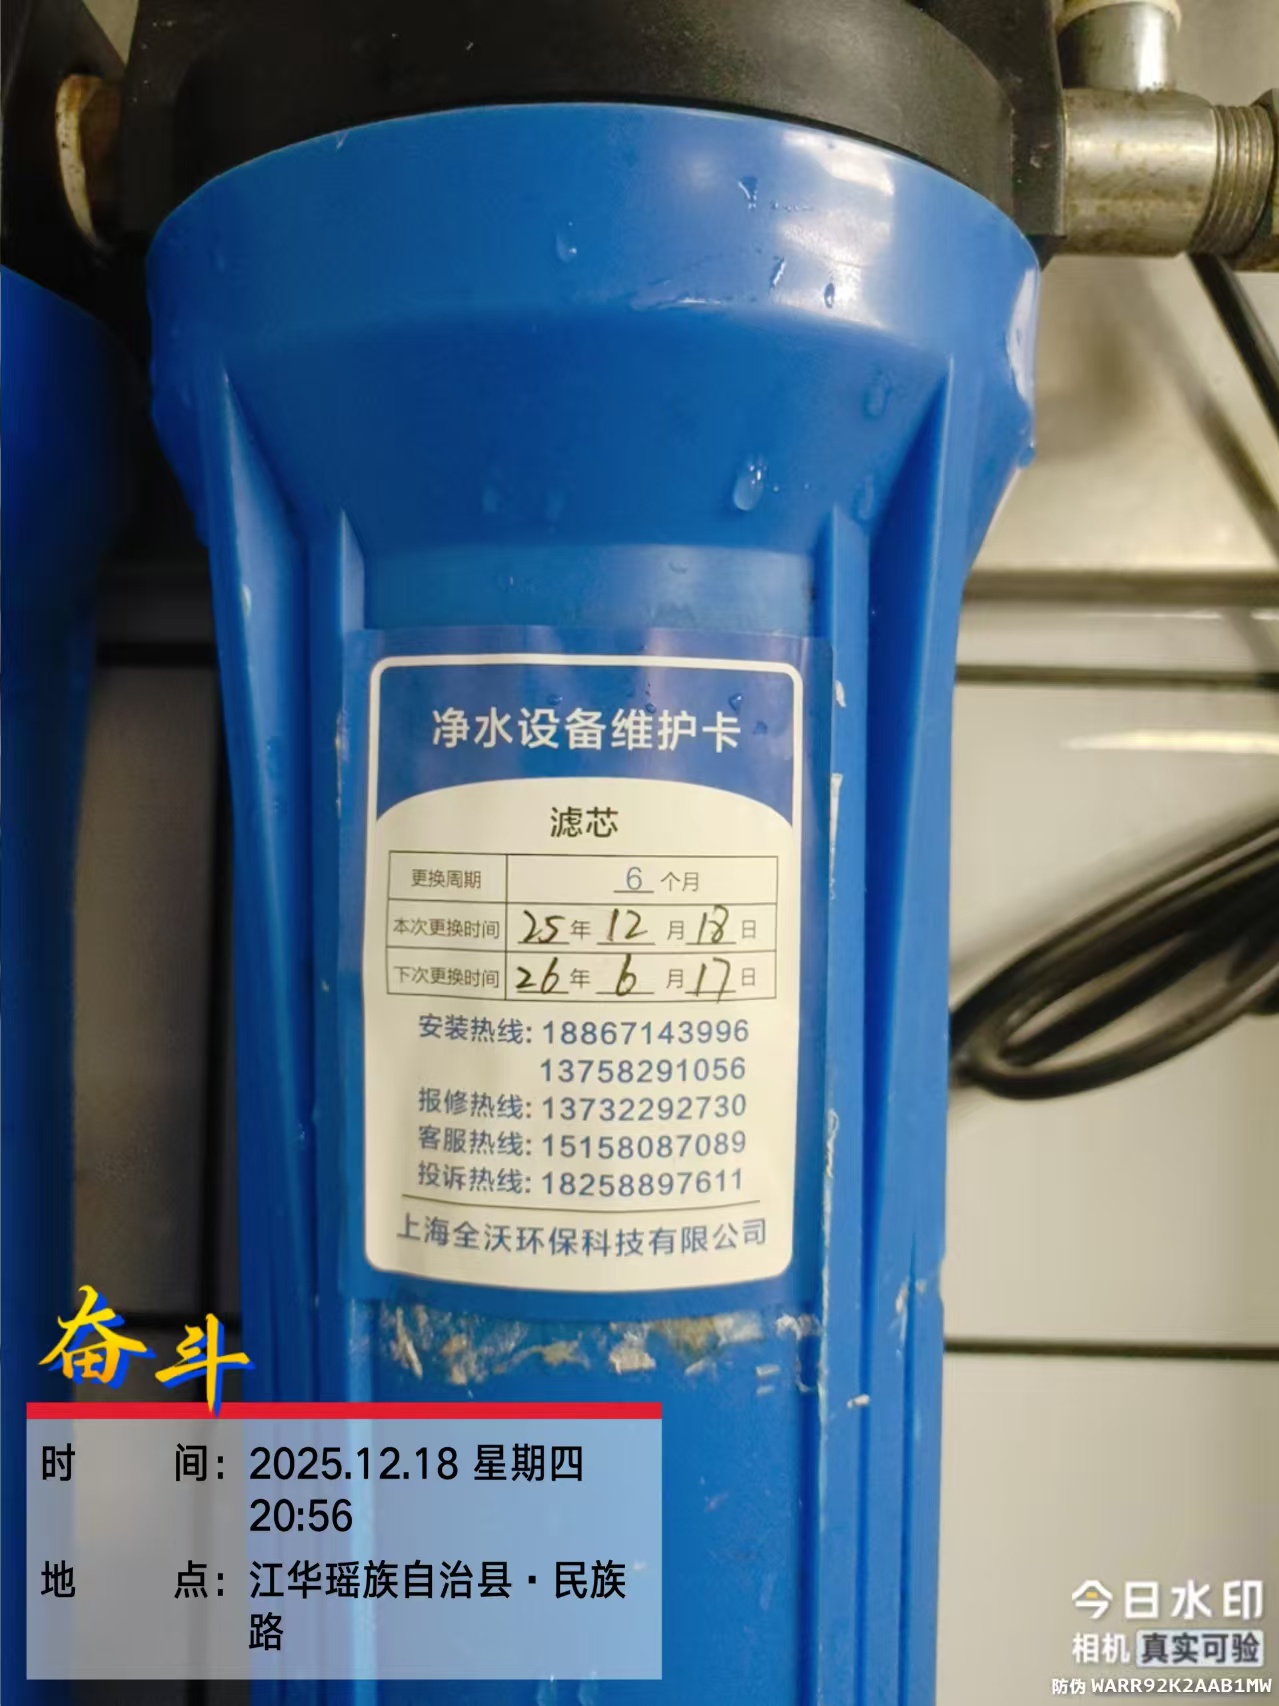 净水设备维护卡
滤芯
更换周期 6 个月
本次更换时间 25 年 12 月 18 日
下次更换时间 26 年 6 月 17 日
安装热线: 18867143996
13758291056
报修热线: 13732292730
客服热线: 15158087089
投诉热线: 18258897611
上海全沃环保科技有限公司
奋斗
时 间: 2025.12.18 星期四
20:56
地 点: 江华瑶族自治县·民族
路
今日水印
相机 真实可验
防伪 WARR92K2AAB1MW